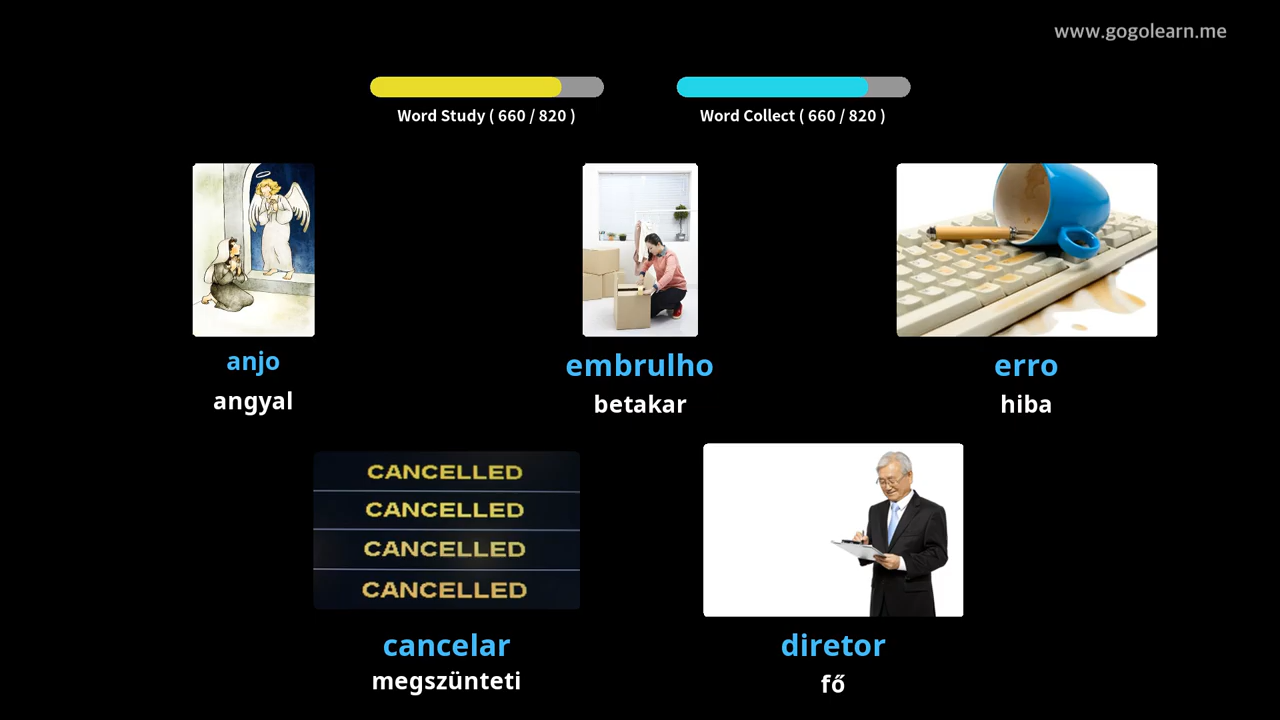 www.gogolearn.me
Word Study ( 660 / 820 )
Word Collect ( 660 / 820 )
anjo
angyal
embrulho
betakar
erro
hiba
CANCELLED
CANCELLED
CANCELLED
CANCELLED
cancelar
megszünteti
diretor
fő